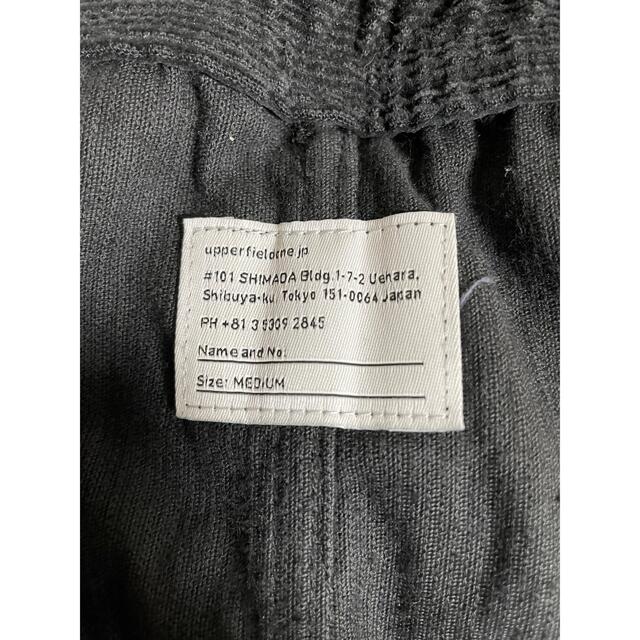 upperfieldcne.jp
#101 SHIMADA Bldg.1-7-2 Uehara,
Shibuya-ku, Tokyo 151-0064 Japan
PH +81 3 5309 2845
Name and No:
Size: MEDIUM